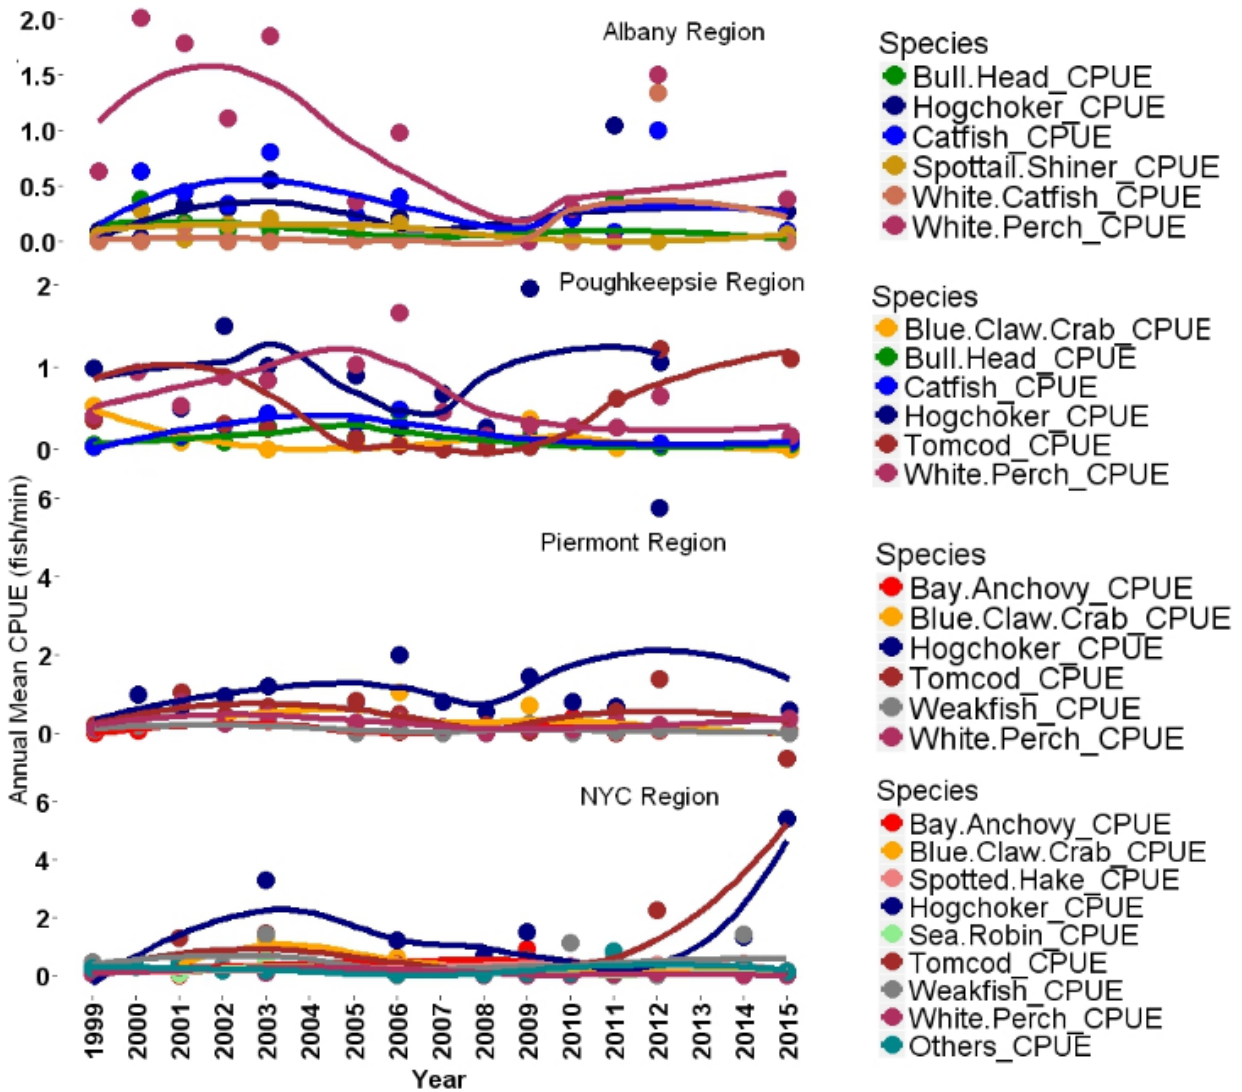 Albany Region
2.0
1.5
1.0
0.5
0.0
Species
Bull.Head_CPUE
Hogchoker_CPUE
Catfish_CPUE
Spottail.Shiner_CPUE
White.Catfish_CPUE
White.Perch_CPUE
Poughkeepsie Region
2
1
0
Species
Blue.Claw.Crab_CPUE
Bull.Head_CPUE
Catfish_CPUE
Hogchoker_CPUE
Tomcod_CPUE
White.Perch_CPUE
Annual Mean CPUE (fish/min)
Piermont Region
6
4
2
0
Species
Bay.Anchovy_CPUE
Blue.Claw.Crab_CPUE
Hogchoker_CPUE
Tomcod_CPUE
Weakfish_CPUE
White.Perch_CPUE
NYC Region
6
4
2
0
Species
Bay.Anchovy_CPUE
Blue.Claw.Crab_CPUE
Spotted.Hake_CPUE
Hogchoker_CPUE
Sea.Robin_CPUE
Tomcod_CPUE
Weakfish_CPUE
White.Perch_CPUE
Others_CPUE
1999 2000 2001 2002 2003 2004 2005 2006 2007 2008 2009 2010 2011 2012 2013 2014 2015
Year